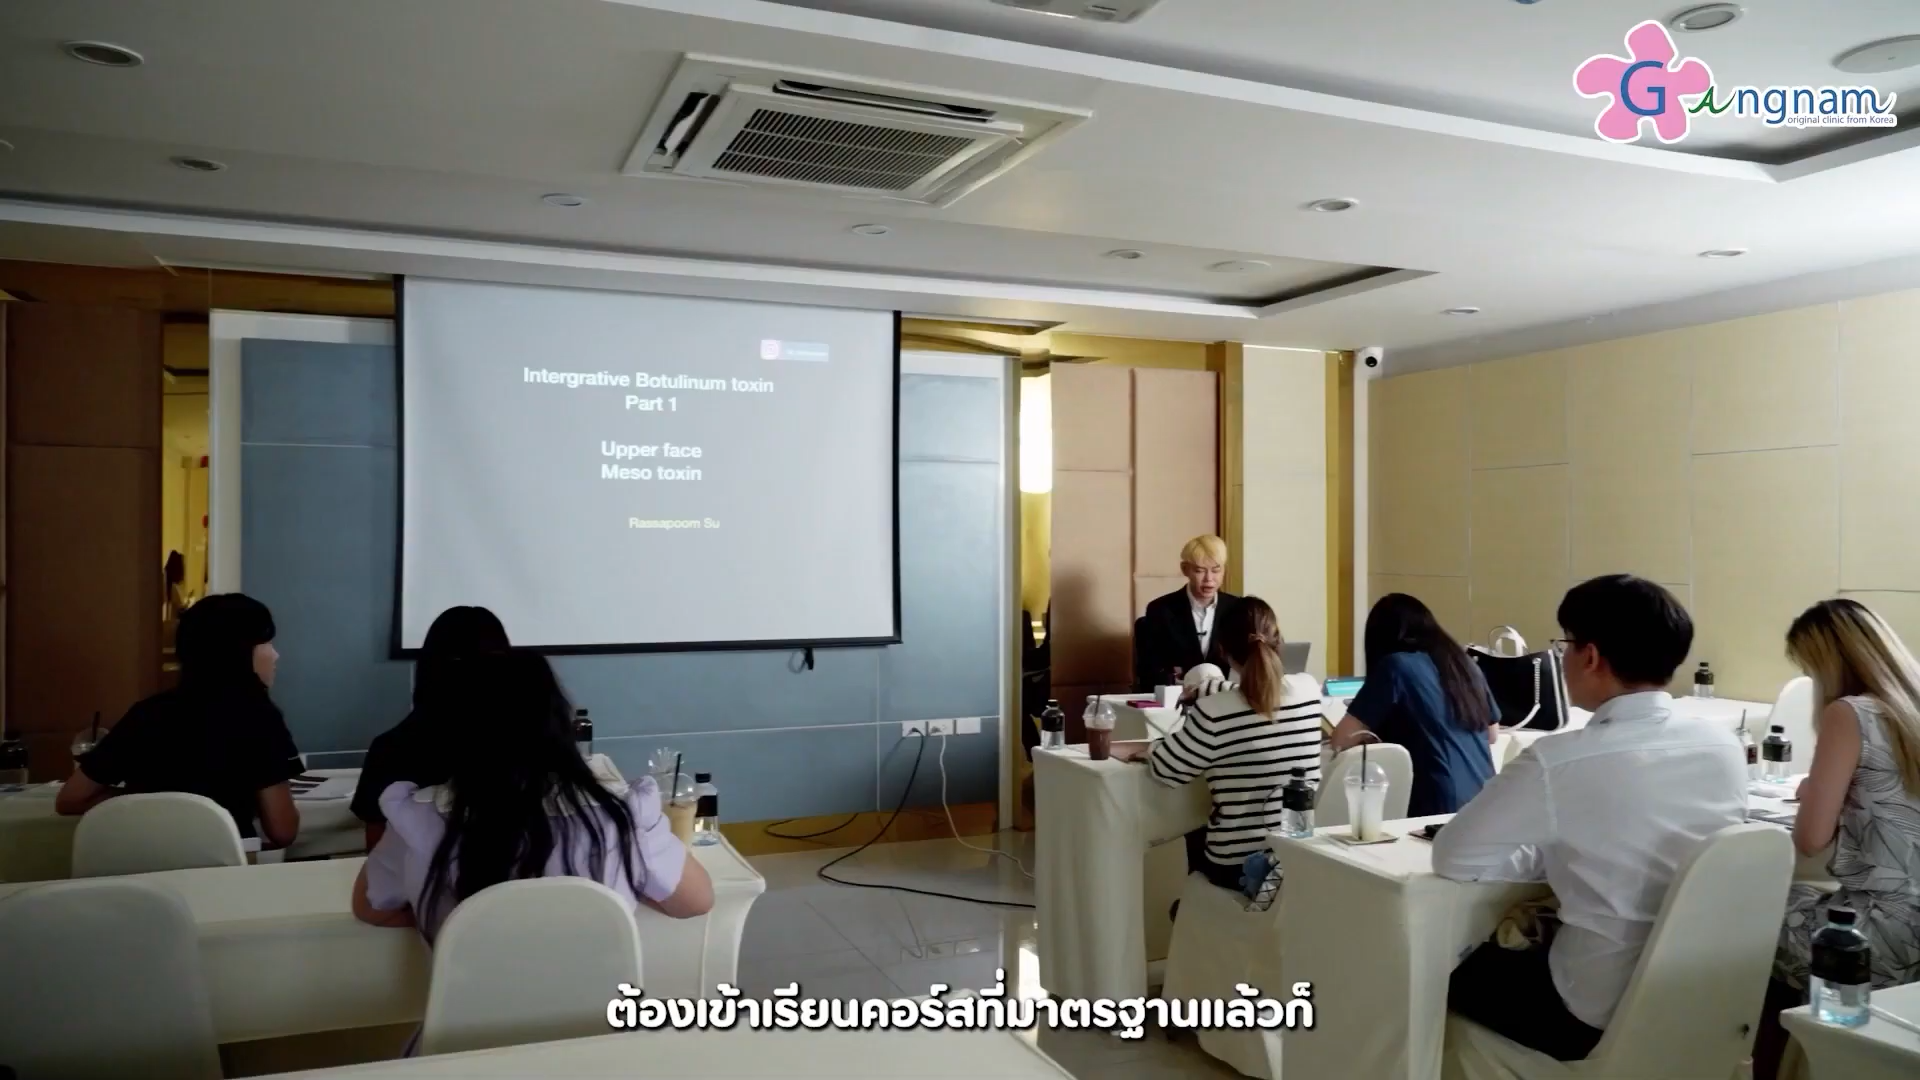 Gangnam
original clinic from Korea
Intergrative Botulinum toxin
Part 1
Upper face
Meso toxin
Rassapoom Su
ต้องเข้าเรียนคอร์สที่มาตรฐานแล้วก็